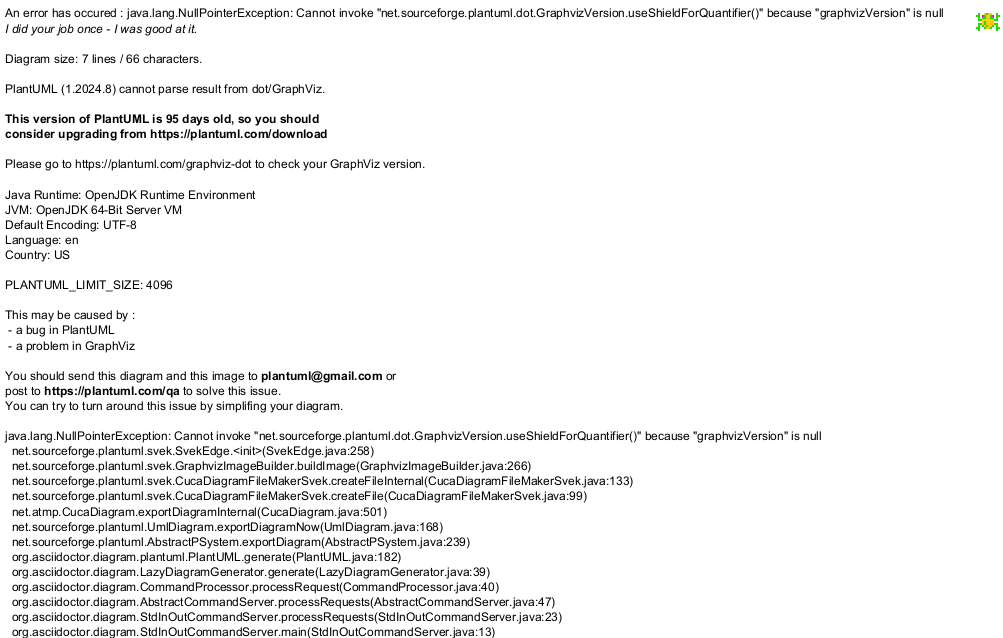 An error has occured : java.lang.NullPointerException: Cannot invoke "net.sourceforge.plantuml.dot.GraphvizVersion.useShieldForQuantifier()" because "graphvizVersion" is null
I did your job once - I was good at it.
Diagram size: 7 lines / 66 characters.
PlantUML (1.2024.8) cannot parse result from dot/GraphViz.
This version of PlantUML is 95 days old, so you should
consider upgrading from https://plantuml.com/download
Please go to https://plantuml.com/graphviz-dot to check your GraphViz version.
Java Runtime: OpenJDK Runtime Environment
JVM: OpenJDK 64-Bit Server VM
Default Encoding: UTF-8
Language: en
Country: US
PLANTUML_LIMIT_SIZE: 4096
This may be caused by :
- a bug in PlantUML
- a problem in GraphViz
You should send this diagram and this image to plantuml@gmail.com or
post to https://plantuml.com/qa to solve this issue.
You can try to turn around this issue by simplifing your diagram.
java.lang.NullPointerException: Cannot invoke "net.sourceforge.plantuml.dot.GraphvizVersion.useShieldForQuantifier()" because "graphvizVersion" is null
net.sourceforge.plantuml.svek.SvekEdge.<init>(SvekEdge.java:258)
net.sourceforge.plantuml.svek.GraphvizImageBuilder.buildImage(GraphvizImageBuilder.java:266)
net.sourceforge.plantuml.svek.CucaDiagramFileMakerSvek.createFileInternal(CucaDiagramFileMakerSvek.java:133)
net.sourceforge.plantuml.svek.CucaDiagramFileMakerSvek.createFile(CucaDiagramFileMakerSvek.java:99)
net.atmp.CucaDiagram.exportDiagramInternal(CucaDiagram.java:501)
net.sourceforge.plantuml.UmlDiagram.exportDiagramNow(UmlDiagram.java:168)
net.sourceforge.plantuml.AbstractPSystem.exportDiagram(AbstractPSystem.java:239)
org.asciidoctor.diagram.plantuml.PlantUML.generate(PlantUML.java:182)
org.asciidoctor.diagram.LazyDiagramGenerator.generate(LazyDiagramGenerator.java:39)
org.asciidoctor.diagram.CommandProcessor.processRequest(CommandProcessor.java:40)
org.asciidoctor.diagram.AbstractCommandServer.processRequests(AbstractCommandServer.java:47)
org.asciidoctor.diagram.StdInOutCommandServer.processRequests(StdInOutCommandServer.java:23)
org.asciidoctor.diagram.StdInOutCommandServer.main(StdInOutCommandServer.java:13)